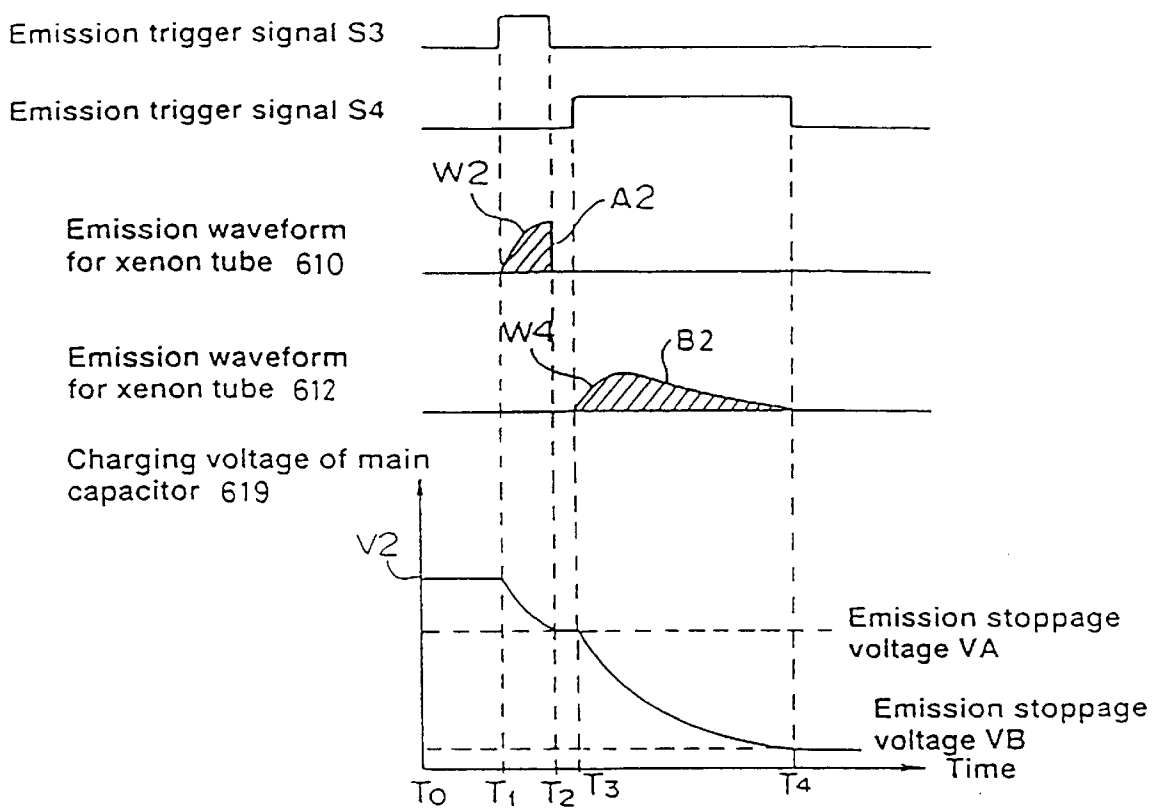 Emission trigger signal S3
Emission trigger signal S4
W2
A2
Emission waveform
for xenon tube 610
W4
B2
Emission waveform
for xenon tube 612
Charging voltage of main
capacitor 619
V2
Emission stoppage
voltage VA
Emission stoppage
voltage VB
T0
T1
T2
T3
T4
Time